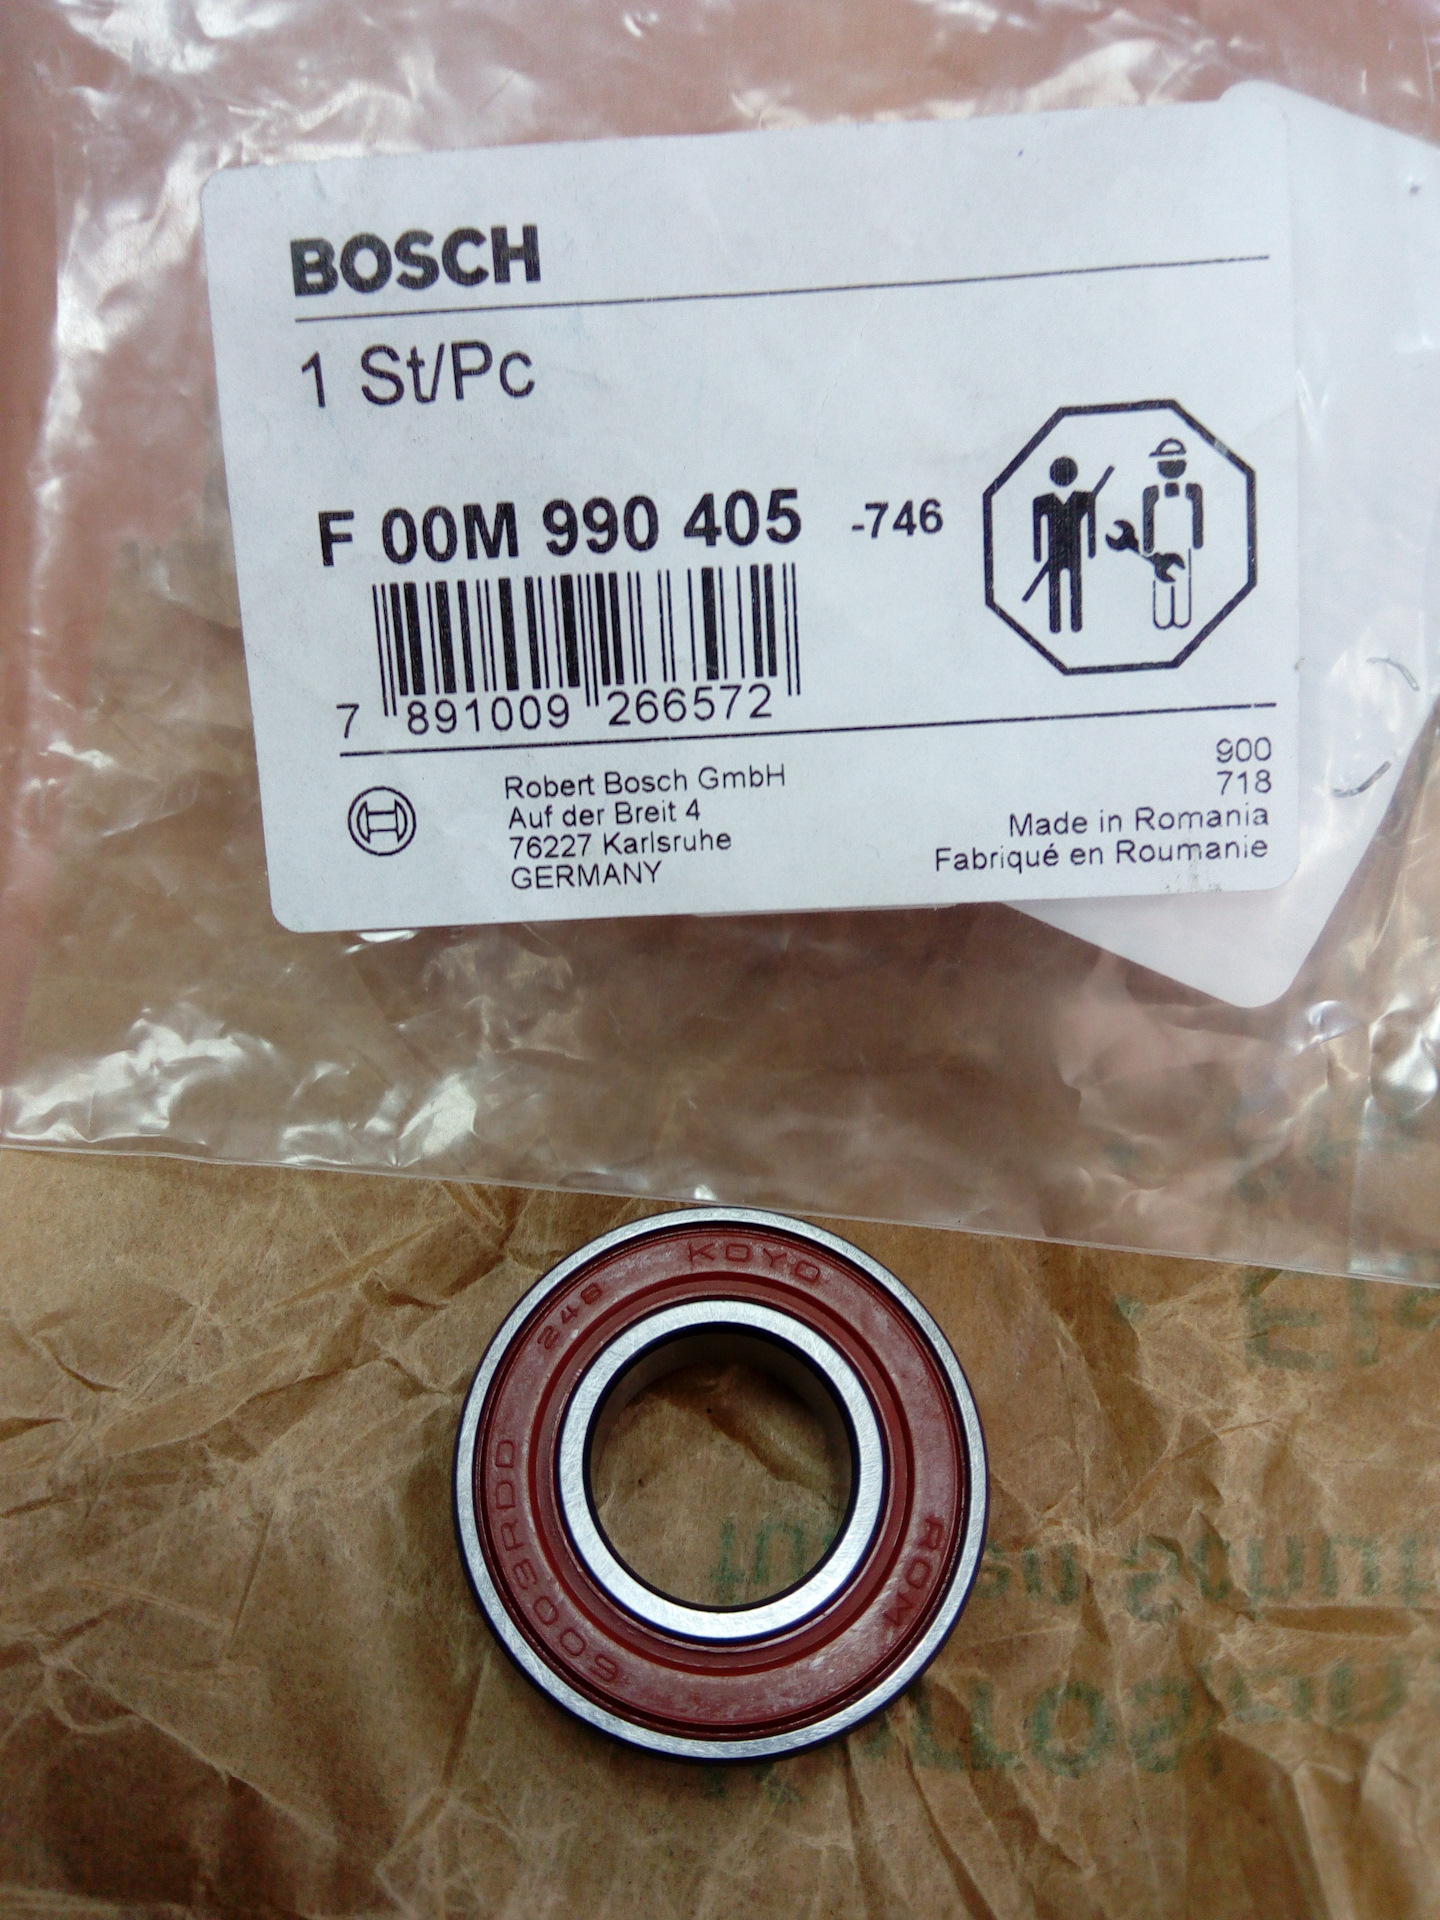 BOSCH
1 St/Pc
F 00M 990 405 -746
7 891009 266572
Robert Bosch GmbH
Auf der Breit 4
76227 Karlsruhe
GERMANY
900
718
Made in Romania
Fabriqué en Roumanie
KOYO
248
6003RDD
ROM